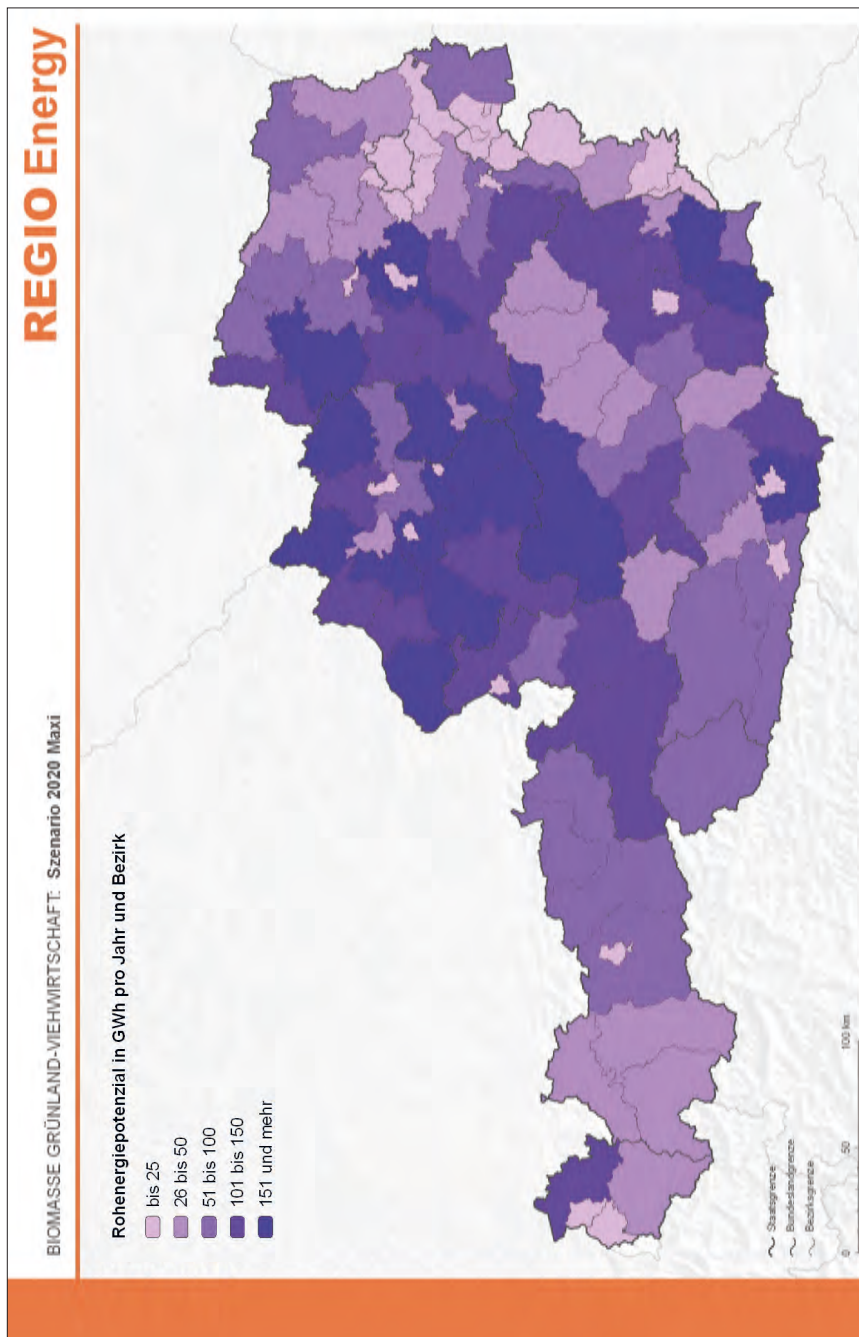 REGIO Energy
BIOMASSE GRÜNLAND-VIEHWIRTSCHAFT: Szenario 2020 Maxi
Rohenergiepotenzial in GWh pro Jahr und Bezirk
bis 25
26 bis 50
51 bis 100
101 bis 150
151 und mehr
Staatsgrenze
Bundeslandgrenze
Bezirksgrenze
0 50 100 km